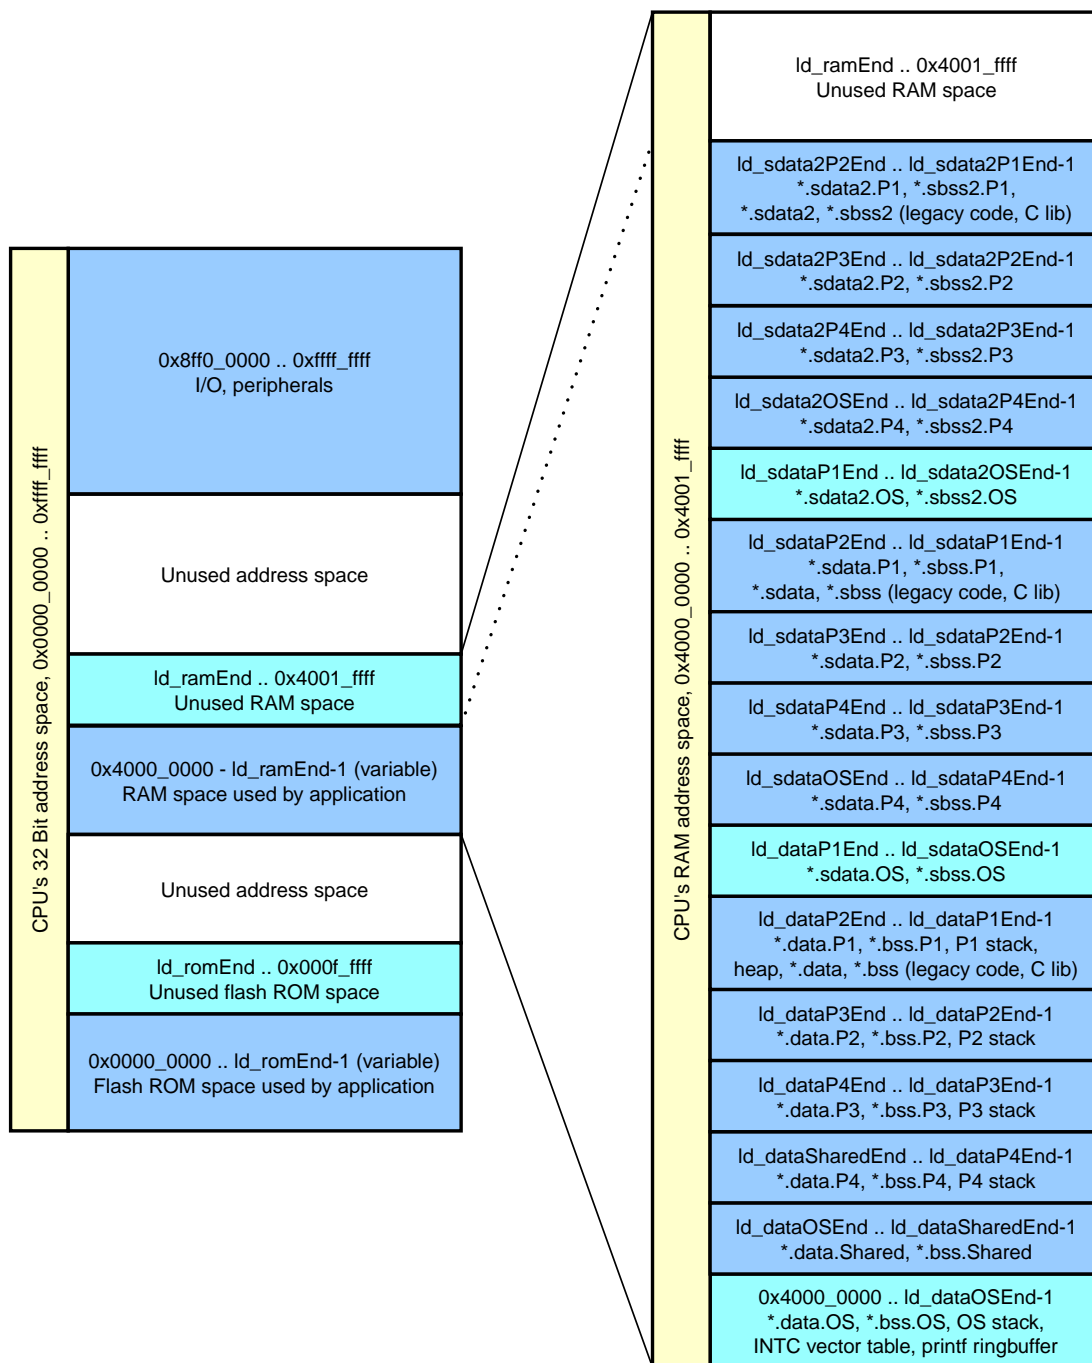 CPU's 32 Bit address space, 0x0000_0000 .. 0xffff_ffff
0x8ff0_0000 .. 0xffff_ffff
I/O, peripherals
Unused address space
ld_ramEnd .. 0x4001_ffff
Unused RAM space
0x4000_0000 - ld_ramEnd-1 (variable)
RAM space used by application
Unused address space
ld_romEnd .. 0x000f_ffff
Unused flash ROM space
0x0000_0000 .. ld_romEnd-1 (variable)
Flash ROM space used by application
CPU's RAM address space, 0x4000_0000 .. 0x4001_ffff
ld_ramEnd .. 0x4001_ffff
Unused RAM space
ld_sdata2P2End .. ld_sdata2P1End-1
*.sdata2.P1, *.sbss2.P1,
*.sdata2, *.sbss2 (legacy code, C lib)
ld_sdata2P3End .. ld_sdata2P2End-1
*.sdata2.P2, *.sbss2.P2
ld_sdata2P4End .. ld_sdata2P3End-1
*.sdata2.P3, *.sbss2.P3
ld_sdata2OSEnd .. ld_sdata2P4End-1
*.sdata2.P4, *.sbss2.P4
ld_sdataP1End .. ld_sdata2OSEnd-1
*.sdata2.OS, *.sbss2.OS
ld_sdataP2End .. ld_sdataP1End-1
*.sdata.P1, *.sbss.P1,
*.sdata, *.sbss (legacy code, C lib)
ld_sdataP3End .. ld_sdataP2End-1
*.sdata.P2, *.sbss.P2
ld_sdataP4End .. ld_sdataP3End-1
*.sdata.P3, *.sbss.P3
ld_sdataOSEnd .. ld_sdataP4End-1
*.sdata.P4, *.sbss.P4
ld_dataP1End .. ld_sdataOSEnd-1
*.sdata.OS, *.sbss.OS
ld_dataP2End .. ld_dataP1End-1
*.data.P1, *.bss.P1, P1 stack,
heap, *.data, *.bss (legacy code, C lib)
ld_dataP3End .. ld_dataP2End-1
*.data.P2, *.bss.P2, P2 stack
ld_dataP4End .. ld_dataP3End-1
*.data.P3, *.bss.P3, P3 stack
ld_dataSharedEnd .. ld_dataP4End-1
*.data.P4, *.bss.P4, P4 stack
ld_dataOSEnd .. ld_dataSharedEnd-1
*.data.Shared, *.bss.Shared
0x4000_0000 .. ld_dataOSEnd-1
*.data.OS, *.bss.OS, OS stack,
INTC vector table, printf ringbuffer